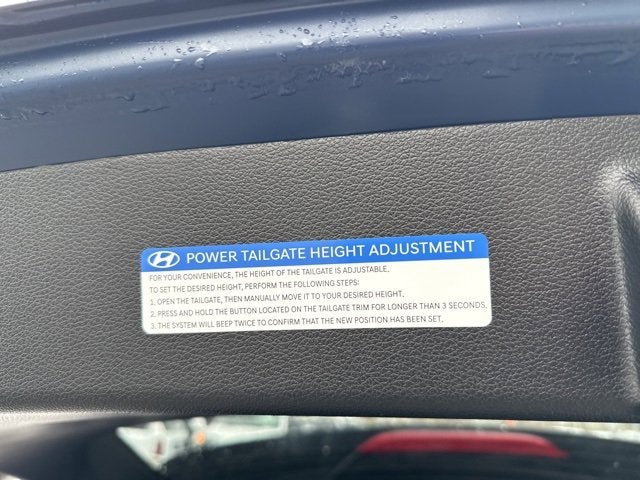 POWER TAILGATE HEIGHT ADJUSTMENT
FOR YOUR CONVENIENCE, THE HEIGHT OF THE TAILGATE IS ADJUSTABLE.
TO SET THE DESIRED HEIGHT, PERFORM THE FOLLOWING STEPS:
1. OPEN THE TAILGATE, THEN MANUALLY MOVE IT TO YOUR DESIRED HEIGHT.
2. PRESS AND HOLD THE BUTTON LOCATED ON THE TAILGATE TRIM FOR LONGER THAN 3 SECONDS.
3. THE SYSTEM WILL BEEP TWICE TO CONFIRM THAT THE NEW POSITION HAS BEEN SET.